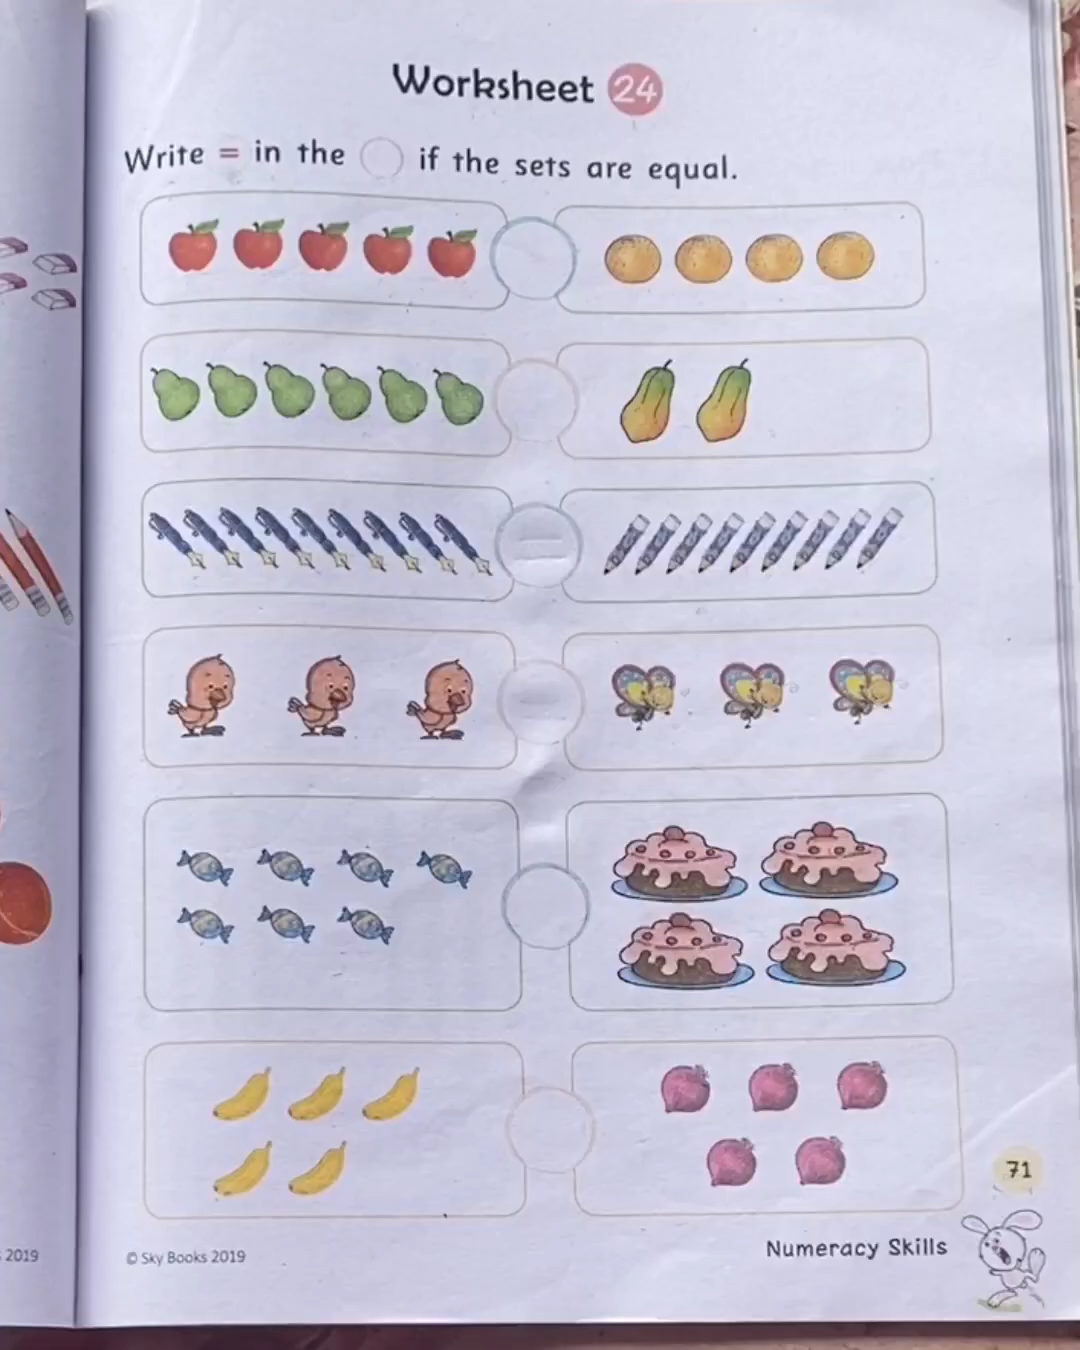 Worksheet 24
Write = in the ◯ if the sets are equal.
=
71
Numeracy Skills
© Sky Books 2019
2019